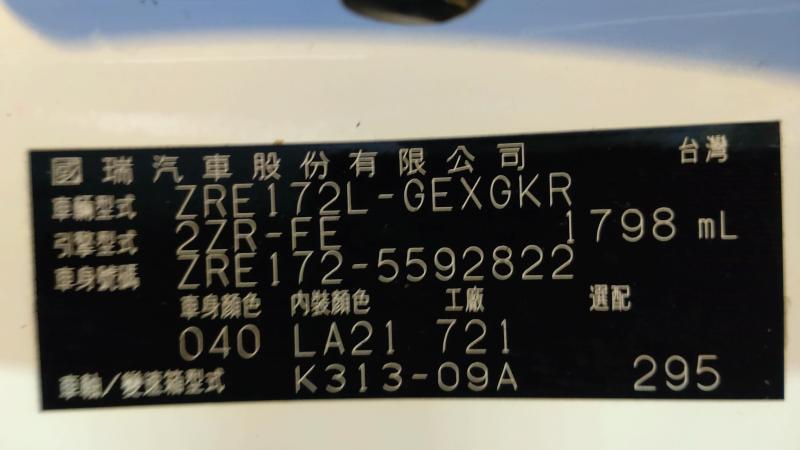 國瑞汽車股份有限公司 台灣
車輛型式 ZRE172L-GEXGKR
引擎型式 2ZR-FE 1798 mL
車身號碼 ZRE172-5592822
車身顏色 內裝顏色 工廠 選配
040 LA21 721
車軸/變速箱型式 K313-09A 295